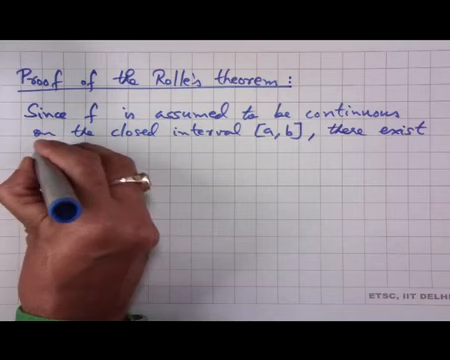 Proof of the Rolle's theorem :
Since f is assumed to be continuous
on the closed interval [a, b], there exist
ETSC, IIT DELHI